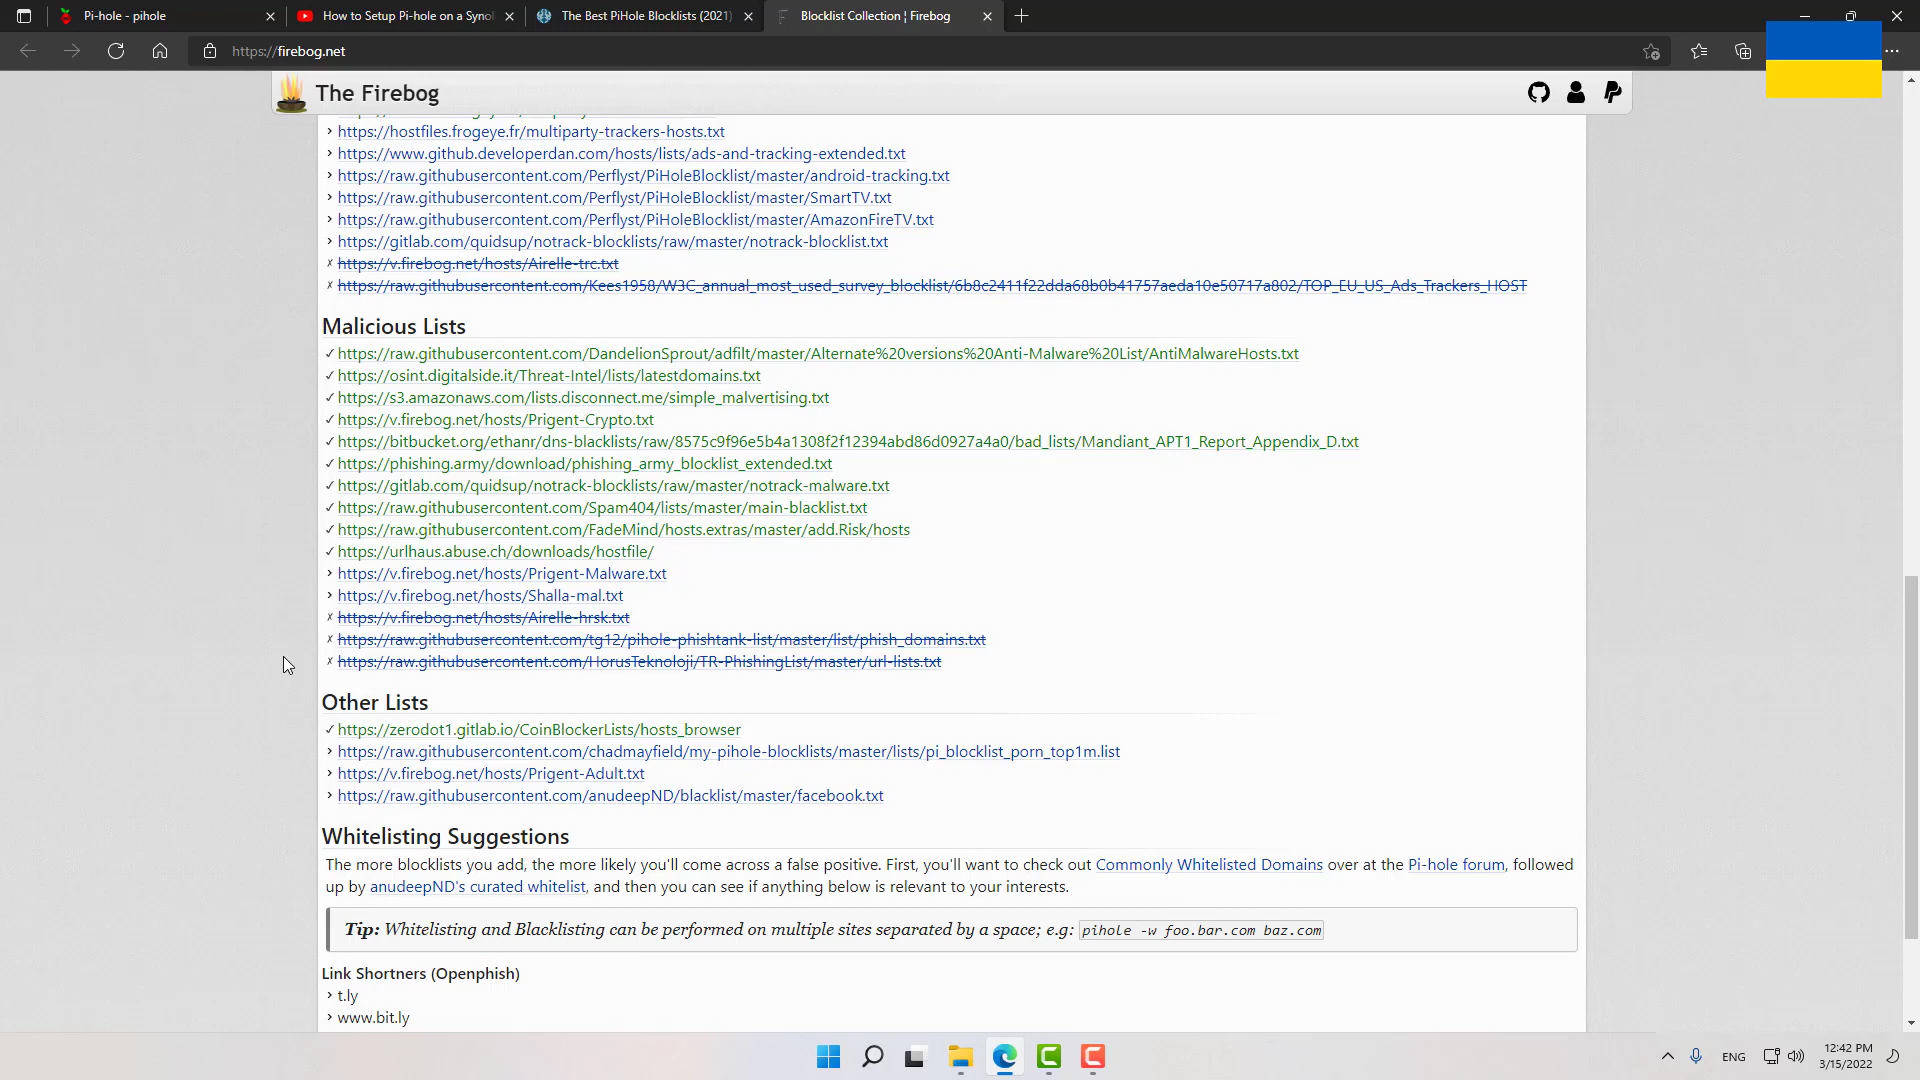 Pi-hole - pihole
How to Setup Pi-hole on a Syno
The Best PiHole Blocklists (2021)
Blocklist Collection | Firebog
https://firebog.net
The Firebog
https://hostfiles.frogeye.fr/multiparty-trackers-hosts.txt
https://www.github.developerdan.com/hosts/lists/ads-and-tracking-extended.txt
https://raw.githubusercontent.com/Perflyst/PiHoleBlocklist/master/android-tracking.txt
https://raw.githubusercontent.com/Perflyst/PiHoleBlocklist/master/SmartTV.txt
https://raw.githubusercontent.com/Perflyst/PiHoleBlocklist/master/AmazonFireTV.txt
https://gitlab.com/quidsup/notrack-blocklists/raw/master/notrack-blocklist.txt
https://v.firebog.net/hosts/Airelle-trc.txt
https://raw.githubusercontent.com/Kees1958/W3C_annual_most_used_survey_blocklist/6b8c2411f22dda68b0b41757aeda10e50717a802/TOP_EU_US_Ads_Trackers_HOST
Malicious Lists
✓ https://raw.githubusercontent.com/DandelionSprout/adfilt/master/Alternate%20versions%20Anti-Malware%20List/AntiMalwareHosts.txt
✓ https://osint.digitalside.it/Threat-Intel/lists/latestdomains.txt
✓ https://s3.amazonaws.com/lists.disconnect.me/simple_malvertising.txt
✓ https://v.firebog.net/hosts/Prigent-Crypto.txt
✓ https://bitbucket.org/ethanr/dns-blacklists/raw/8575c9f96e5b4a1308f2f12394abd86d0927a4a0/bad_lists/Mandiant_APT1_Report_Appendix_D.txt
✓ https://phishing.army/download/phishing_army_blocklist_extended.txt
✓ https://gitlab.com/quidsup/notrack-blocklists/raw/master/notrack-malware.txt
✓ https://raw.githubusercontent.com/Spam404/lists/master/main-blacklist.txt
✓ https://raw.githubusercontent.com/FadeMind/hosts.extras/master/add.Risk/hosts
✓ https://urlhaus.abuse.ch/downloads/hostfile/
› https://v.firebog.net/hosts/Prigent-Malware.txt
› https://v.firebog.net/hosts/Shalla-mal.txt
✗ https://v.firebog.net/hosts/Airelle-hrsk.txt
✗ https://raw.githubusercontent.com/tg12/pihole-phishtank-list/master/list/phish_domains.txt
✗ https://raw.githubusercontent.com/HorusTeknoloji/TR-PhishingList/master/url-lists.txt
Other Lists
✓ https://zerodot1.gitlab.io/CoinBlockerLists/hosts_browser
› https://raw.githubusercontent.com/chadmayfield/my-pihole-blocklists/master/lists/pi_blocklist_porn_top1m.list
› https://v.firebog.net/hosts/Prigent-Adult.txt
› https://raw.githubusercontent.com/anudeepND/blacklist/master/facebook.txt
Whitelisting Suggestions
The more blocklists you add, the more likely you'll come across a false positive. First, you'll want to check out Commonly Whitelisted Domains over at the Pi-hole forum, followed
up by anudeepND's curated whitelist, and then you can see if anything below is relevant to your interests.
Tip: Whitelisting and Blacklisting can be performed on multiple sites separated by a space; e.g: pihole -w foo.bar.com baz.com
Link Shortners (Openphish)
› t.ly
› www.bit.ly
ENG
12:42 PM
3/15/2022